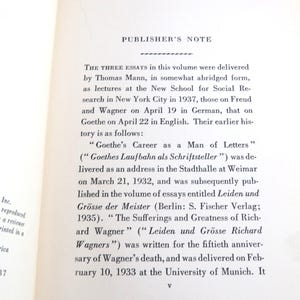 PUBLISHER'S NOTE
THE THREE ESSAYS in this volume were delivered
by Thomas Mann, in somewhat abridged form,
as lectures at the New School for Social Re-
search in New York City in 1937, those on Freud
and Wagner on April 19 in German, that on
Goethe on April 22 in English. Their earlier his-
tory is as follows:
"Goethe's Career as a Man of Letters"
("Goethes Laufbahn als Schriftsteller") was de-
livered as an address in the Stadthalle at Weimar
on March 21, 1932, and was subsequently pub-
lished in the volume of essays entitled Leiden und
Grösse der Meister (Berlin: S. Fischer Verlag;
1935). "The Sufferings and Greatness of Rich-
ard Wagner" ("Leiden und Grösse Richard
Wagners") was written for the fiftieth anniver-
sary of Wagner's death, and was delivered on Feb-
ruary 10, 1933 at the University of Munich. It
v
Inc.
reproduced
a review-
rica
37